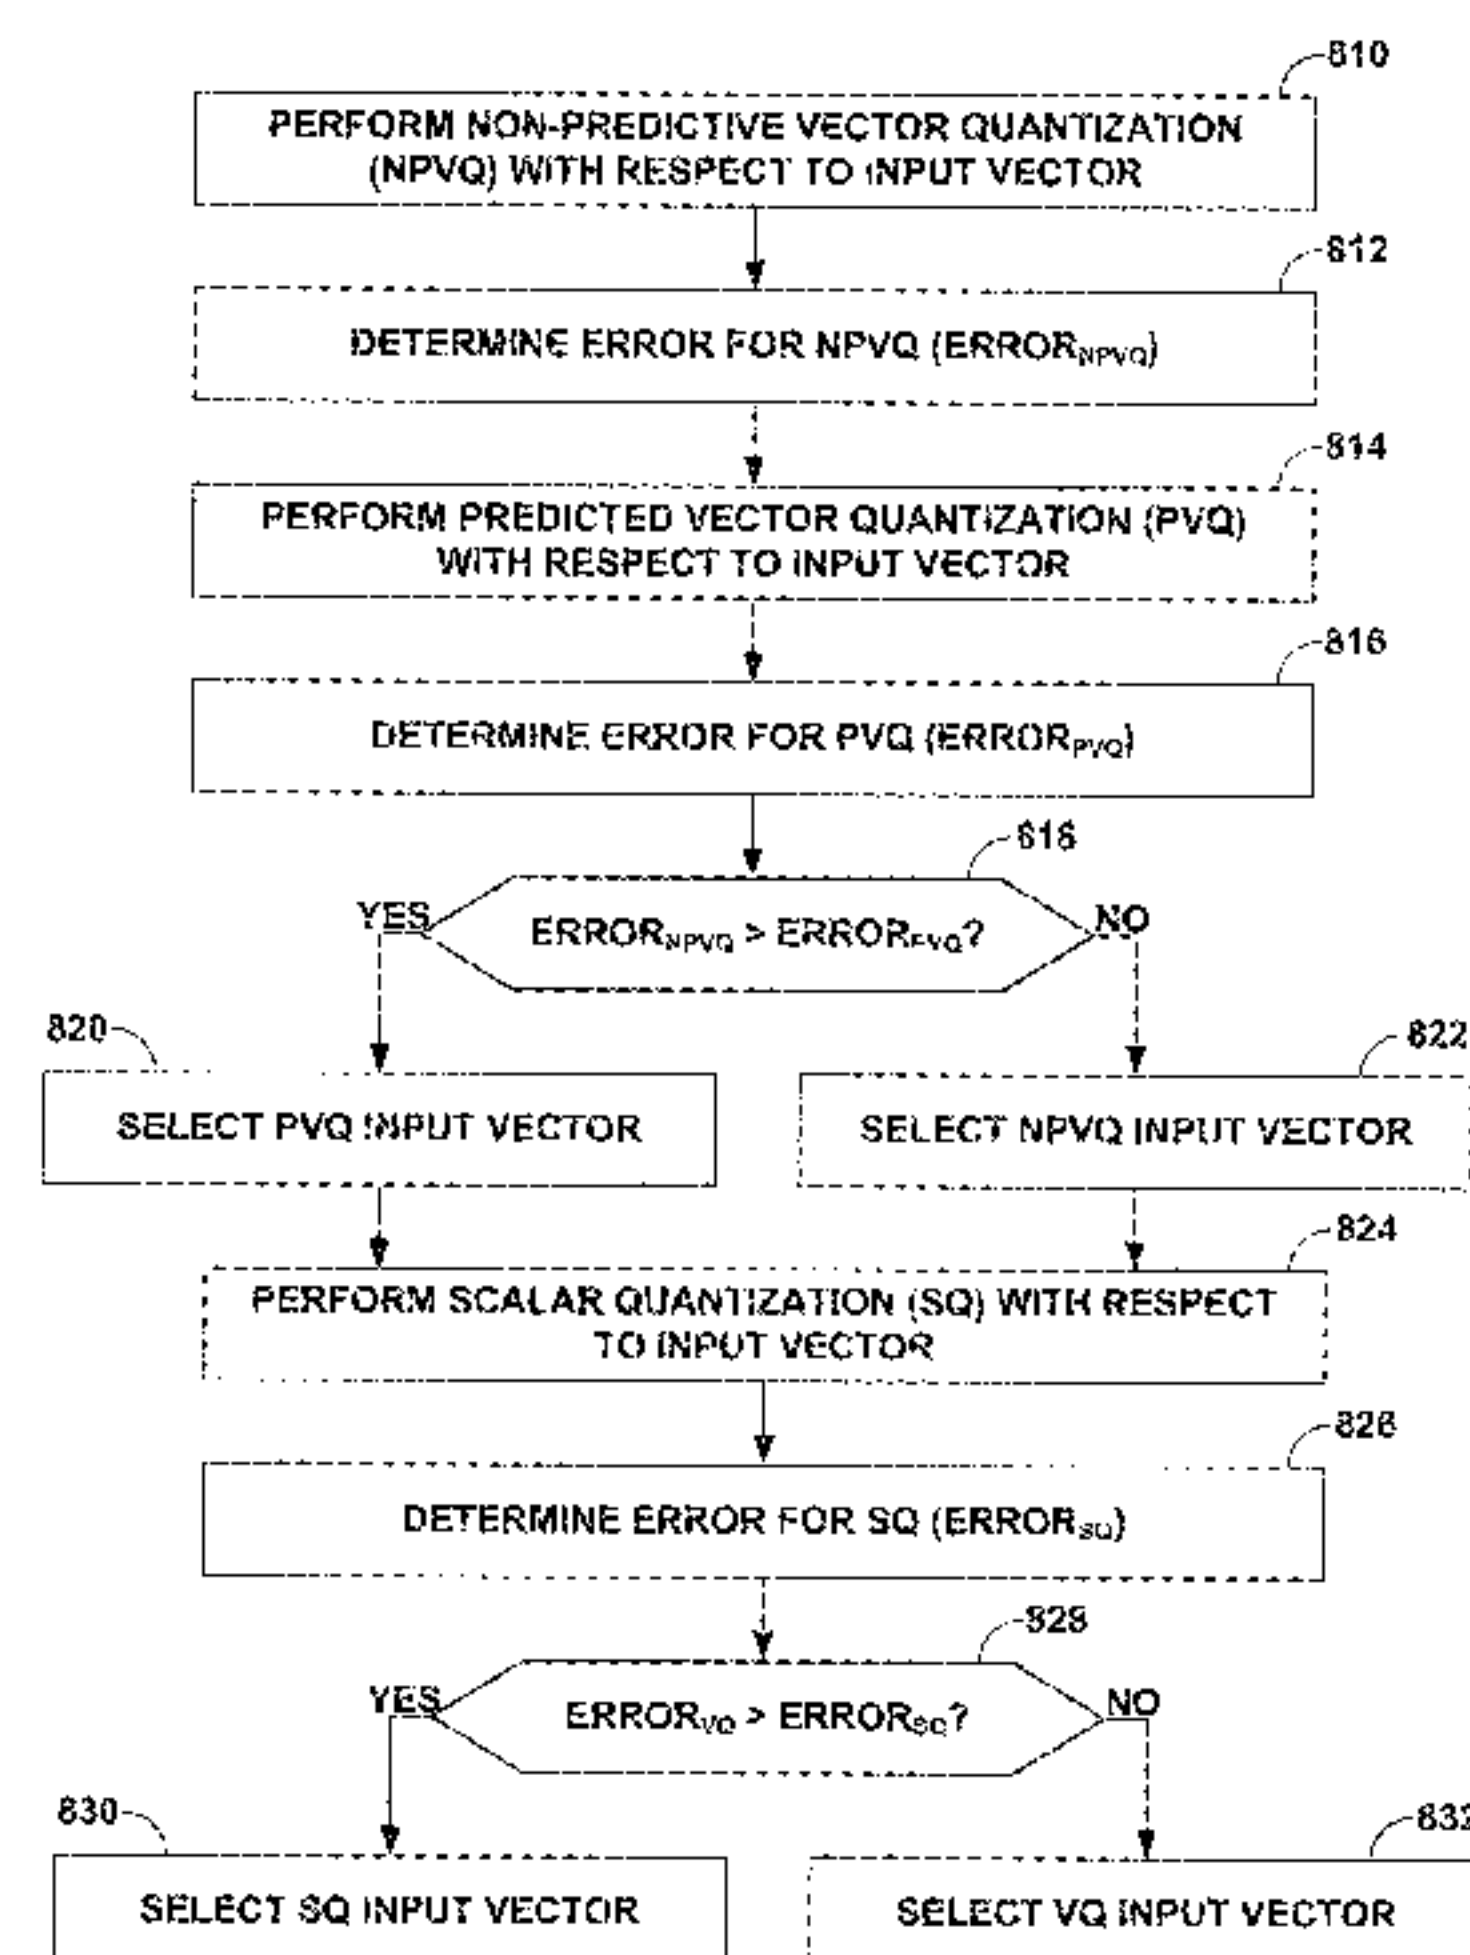 810
PERFORM NON-PREDICTIVE VECTOR QUANTIZATION
(NPVQ) WITH RESPECT TO INPUT VECTOR
812
DETERMINE ERROR FOR NPVQ (ERRORNPVQ)
814
PERFORM PREDICTED VECTOR QUANTIZATION (PVQ)
WITH RESPECT TO INPUT VECTOR
816
DETERMINE ERROR FOR PVQ (ERRORPVQ)
818
YES
ERRORNPVQ > ERRORPVQ?
NO
820
822
SELECT PVQ INPUT VECTOR
SELECT NPVQ INPUT VECTOR
824
PERFORM SCALAR QUANTIZATION (SQ) WITH RESPECT
TO INPUT VECTOR
826
DETERMINE ERROR FOR SQ (ERRORSQ)
828
YES
ERRORVQ > ERRORSQ?
NO
830
832
SELECT SQ INPUT VECTOR
SELECT VQ INPUT VECTOR